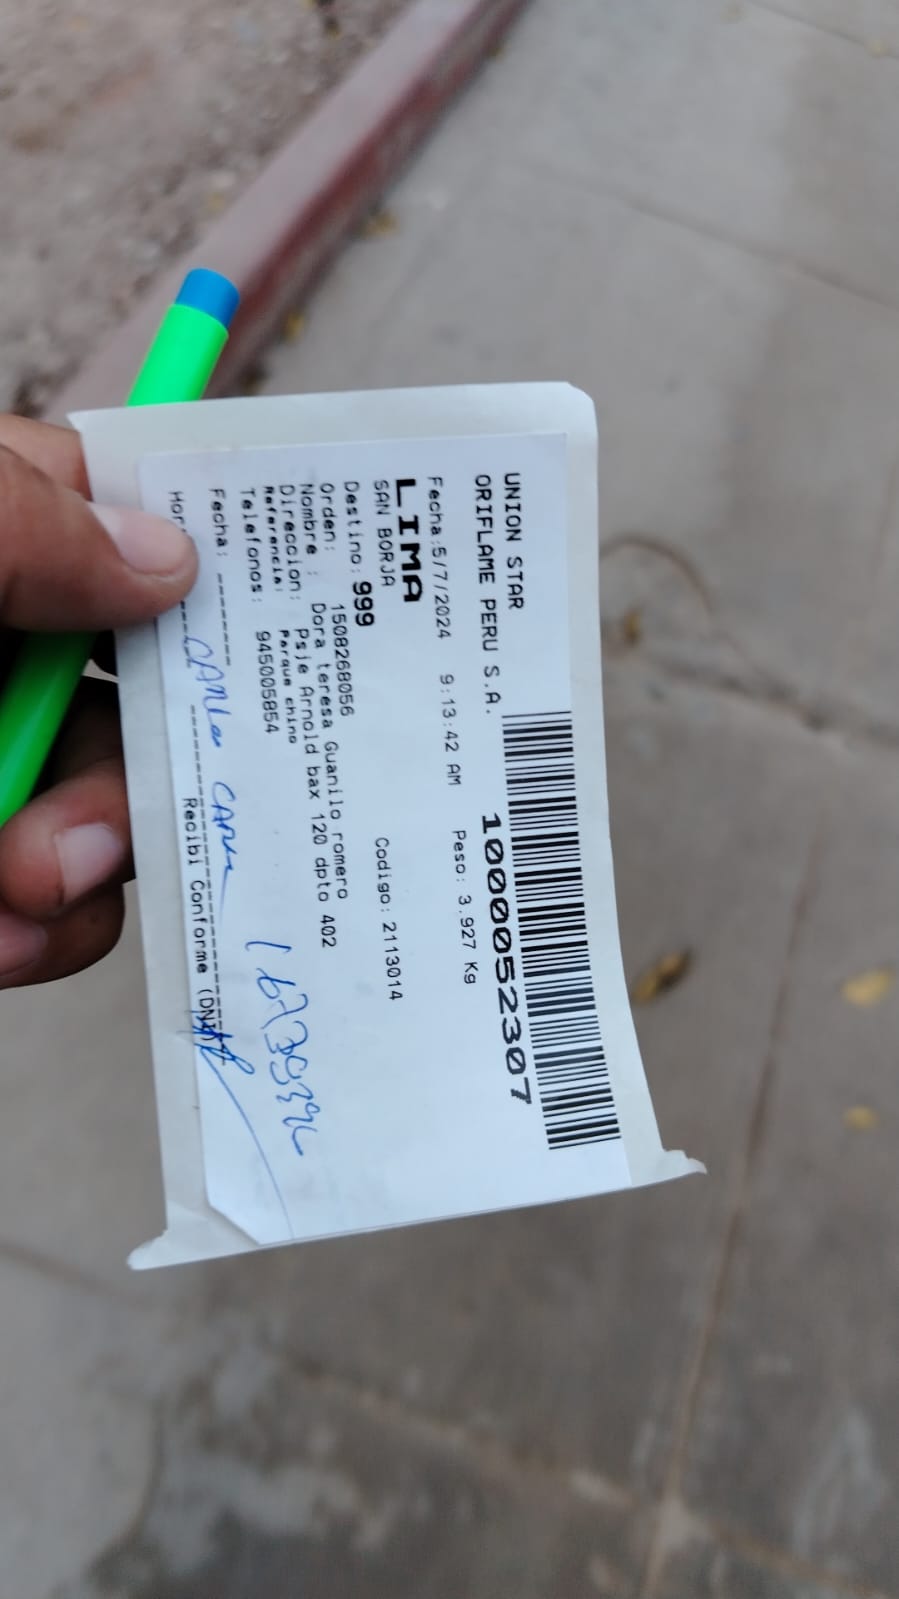 UNION STAR
ORIFLAME PERU S.A.
1000052307
Fecha:5/7/2024 9:13:42 AM Peso: 3.927 Kg
LIMA
SAN BORJA Codigo: 2113014
Destino: 999
Orden: 1508268056
Nombre : Dora teresa Guanilo romero
Direccion: Psje Arnold bax 120 dpto 402
Referencia: Parque chino
Telefonos: 945005854
Fecha: -------
Recibi Conforme (DNI)